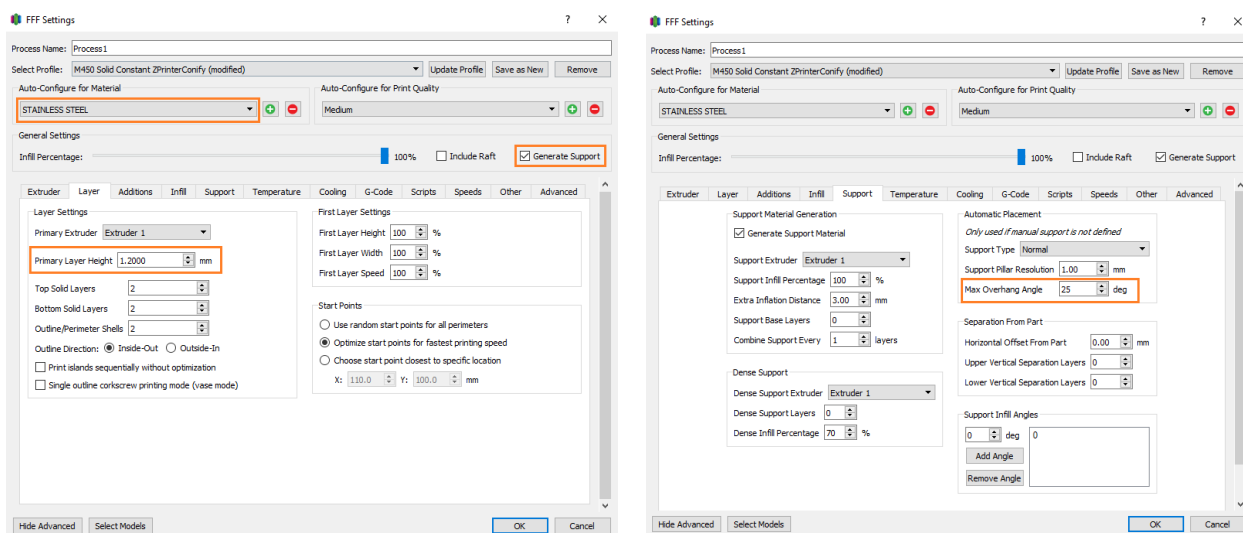 FFF Settings ? ×
Process Name: Process1
Select Profile: M450 Solid Constant ZPrinterConify (modified) Update Profile Save as New Remove
Auto-Configure for Material Auto-Configure for Print Quality
STAINLESS STEEL Medium
General Settings
Infill Percentage: 100% Include Raft Generate Support
Extruder Layer Additions Infill Support Temperature Cooling G-Code Scripts Speeds Other Advanced
Layer Settings
Primary Extruder Extruder 1
Primary Layer Height 1.2000 mm
Top Solid Layers 2
Bottom Solid Layers 2
Outline/Perimeter Shells 2
Outline Direction: Inside-Out Outside-In
Print islands sequentially without optimization
Single outline corkscrew printing mode (vase mode)
First Layer Settings
First Layer Height 100 %
First Layer Width 100 %
First Layer Speed 100 %
Start Points
Use random start points for all perimeters
Optimize start points for fastest printing speed
Choose start point closest to specific location
X: 110.0 Y: 100.0 mm
Hide Advanced Select Models OK Cancel
FFF Settings ? ×
Process Name: Process1
Select Profile: M450 Solid Constant ZPrinterConify (modified) Update Profile Save as New Remove
Auto-Configure for Material Auto-Configure for Print Quality
STAINLESS STEEL Medium
General Settings
Infill Percentage: 100% Include Raft Generate Support
Extruder Layer Additions Infill Support Temperature Cooling G-Code Scripts Speeds Other Advanced
Support Material Generation
Generate Support Material
Support Extruder Extruder 1
Support Infill Percentage 100 %
Extra Inflation Distance 3.00 mm
Support Base Layers 0
Combine Support Every 1 layers
Dense Support
Dense Support Extruder Extruder 1
Dense Support Layers 0
Dense Infill Percentage 70 %
Automatic Placement
Only used if manual support is not defined
Support Type Normal
Support Pillar Resolution 1.00 mm
Max Overhang Angle 25 deg
Separation From Part
Horizontal Offset From Part 0.00 mm
Upper Vertical Separation Layers 0
Lower Vertical Separation Layers 0
Support Infill Angles
0 deg 0
Add Angle
Remove Angle
Hide Advanced Select Models OK Cancel